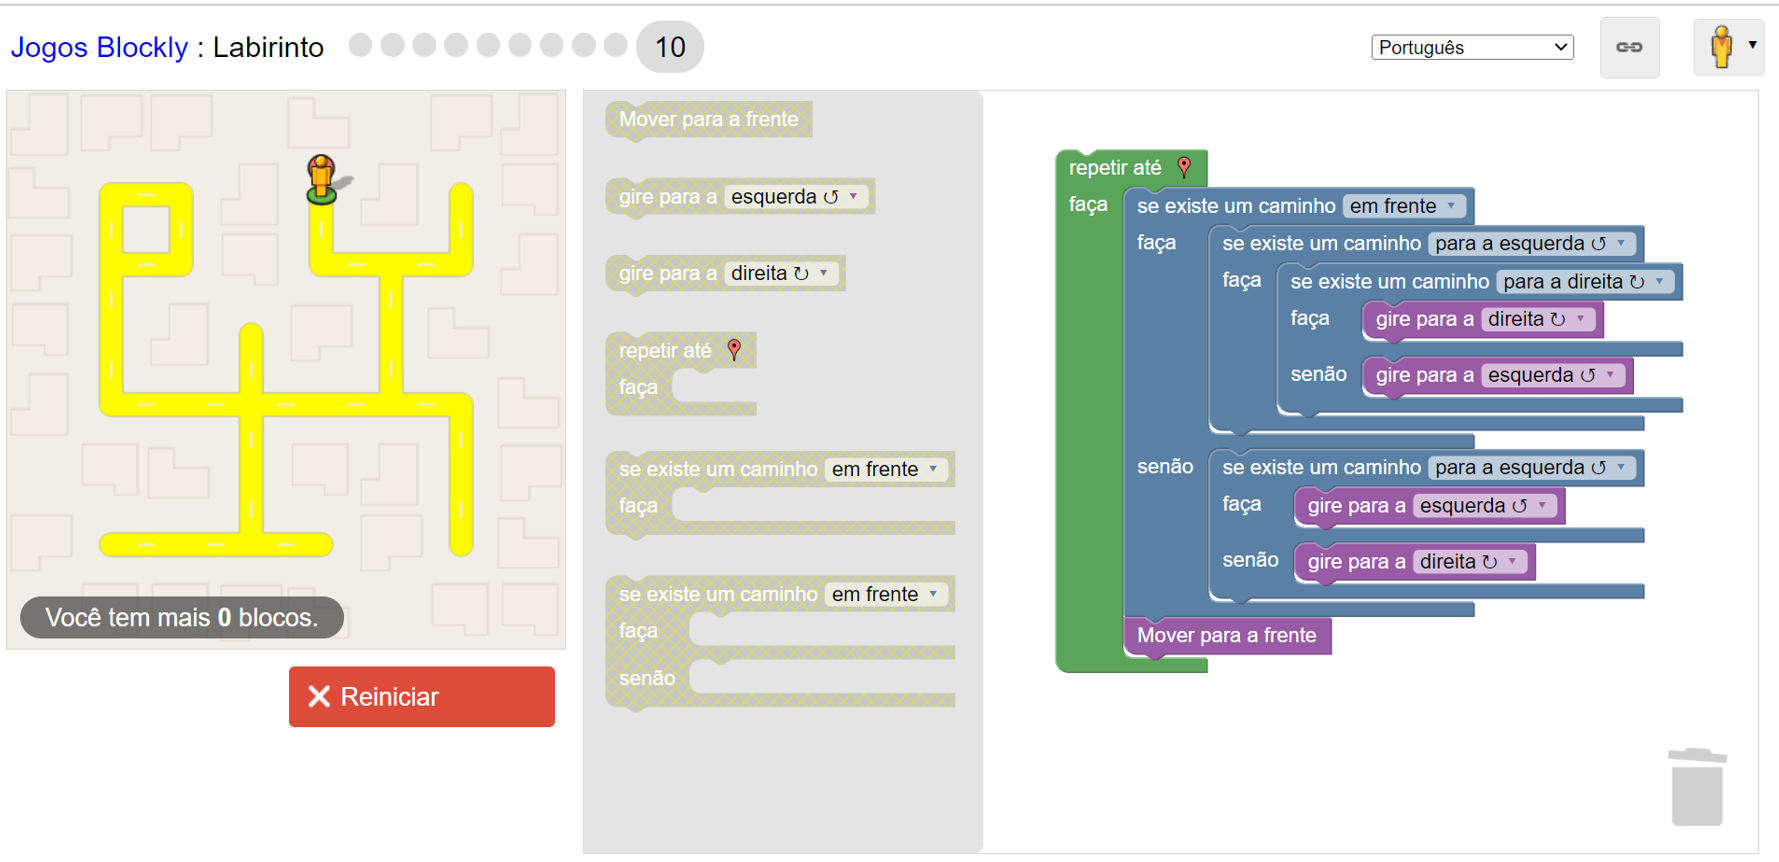 Jogos Blockly : Labirinto 10 Português
Mover para a frente
gire para a esquerda ↺ ▼
gire para a direita ↻ ▼
repetir até
faça
se existe um caminho em frente ▼
faça
se existe um caminho em frente ▼
faça
senão
repetir até
faça
se existe um caminho em frente ▼
faça
se existe um caminho para a esquerda ↺ ▼
faça
se existe um caminho para a direita ↻ ▼
faça
gire para a direita ↻ ▼
senão
gire para a esquerda ↺ ▼
senão
se existe um caminho para a esquerda ↺ ▼
faça
gire para a esquerda ↺ ▼
senão
gire para a direita ↻ ▼
Mover para a frente
Você tem mais 0 blocos.
Reiniciar